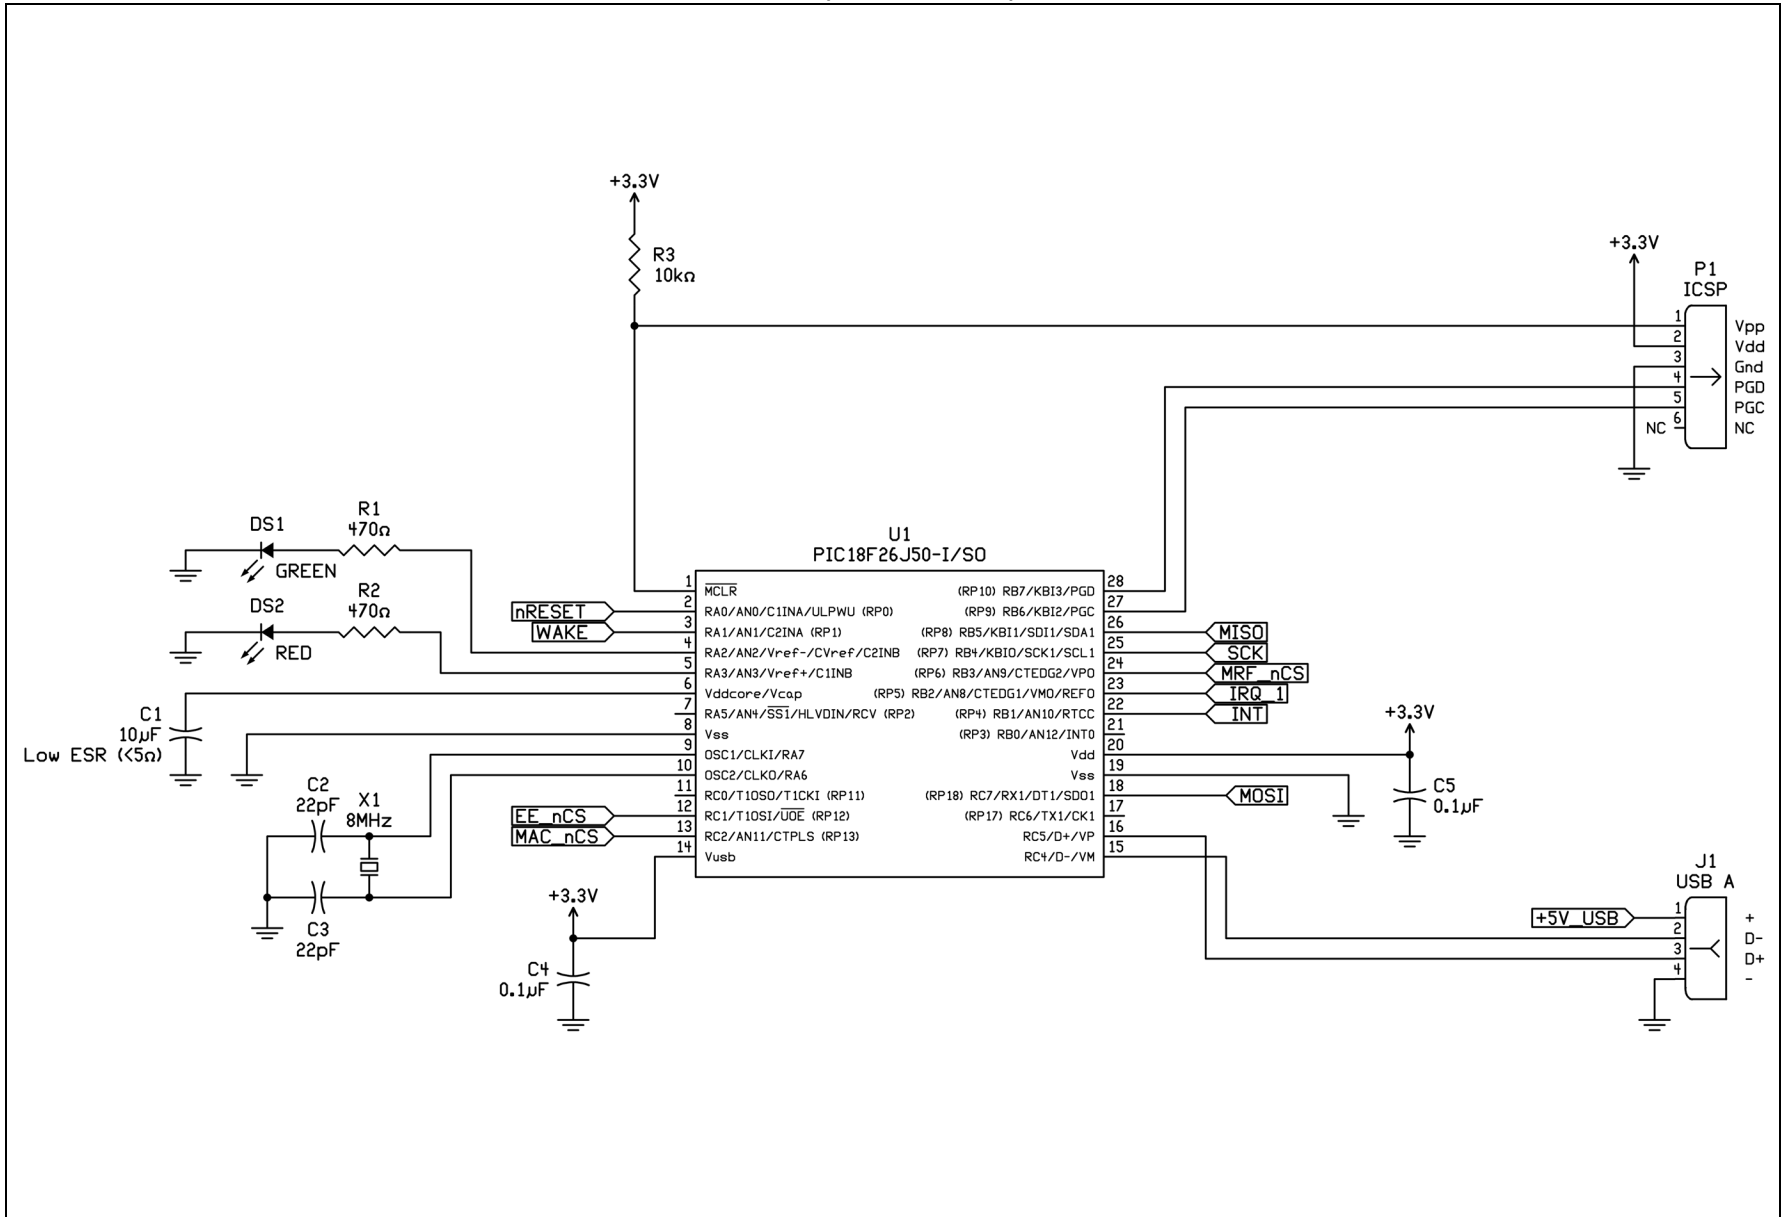 +3.3V
R3
10kΩ
+3.3V
P1
ICSP
1 Vpp
2 Vdd
3 Gnd
4 PGD
5 PGC
NC 6 NC
DS1
R1
470Ω
GREEN
DS2
R2
470Ω
RED
C1
10µF
Low ESR (<5Ω)
C2
22pF
X1
8MHz
C3
22pF
U1
PIC18F26J50-I/SO
1 MCLR
nRESET 2 RA0/AN0/C1INA/ULPWU (RP0)
WAKE 3 RA1/AN1/C2INA (RP1)
4 RA2/AN2/Vref-/CVref/C2INB
5 RA3/AN3/Vref+/C1INB
6 Vddcore/Vcap
7 RA5/AN4/SS1/HLVDIN/RCV (RP2)
8 Vss
9 OSC1/CLKI/RA7
10 OSC2/CLKO/RA6
11 RC0/T1OSO/T1CKI (RP11)
EE_nCS 12 RC1/T1OSI/UOE (RP12)
MAC_nCS 13 RC2/AN11/CTPLS (RP13)
14 Vusb
(RP10) RB7/KBI3/PGD 28
(RP9) RB6/KBI2/PGC 27
(RP8) RB5/KBI1/SDI1/SDA1 26 MISO
(RP7) RB4/KBI0/SCK1/SCL1 25 SCK
(RP6) RB3/AN9/CTEDG2/VPO 24 MRF_nCS
(RP5) RB2/AN8/CTEDG1/VMO/REFO 23 IRQ_1
(RP4) RB1/AN10/RTCC 22 INT
(RP3) RB0/AN12/INT0 21
Vdd 20
Vss 19
(RP18) RC7/RX1/DT1/SDO1 18 MOSI
(RP17) RC6/TX1/CK1 17
RC5/D+/VP 16
RC4/D-/VM 15
+3.3V
C4
0.1µF
+3.3V
C5
0.1µF
J1
USB A
+5V_USB 1 +
2 D-
3 D+
4 -